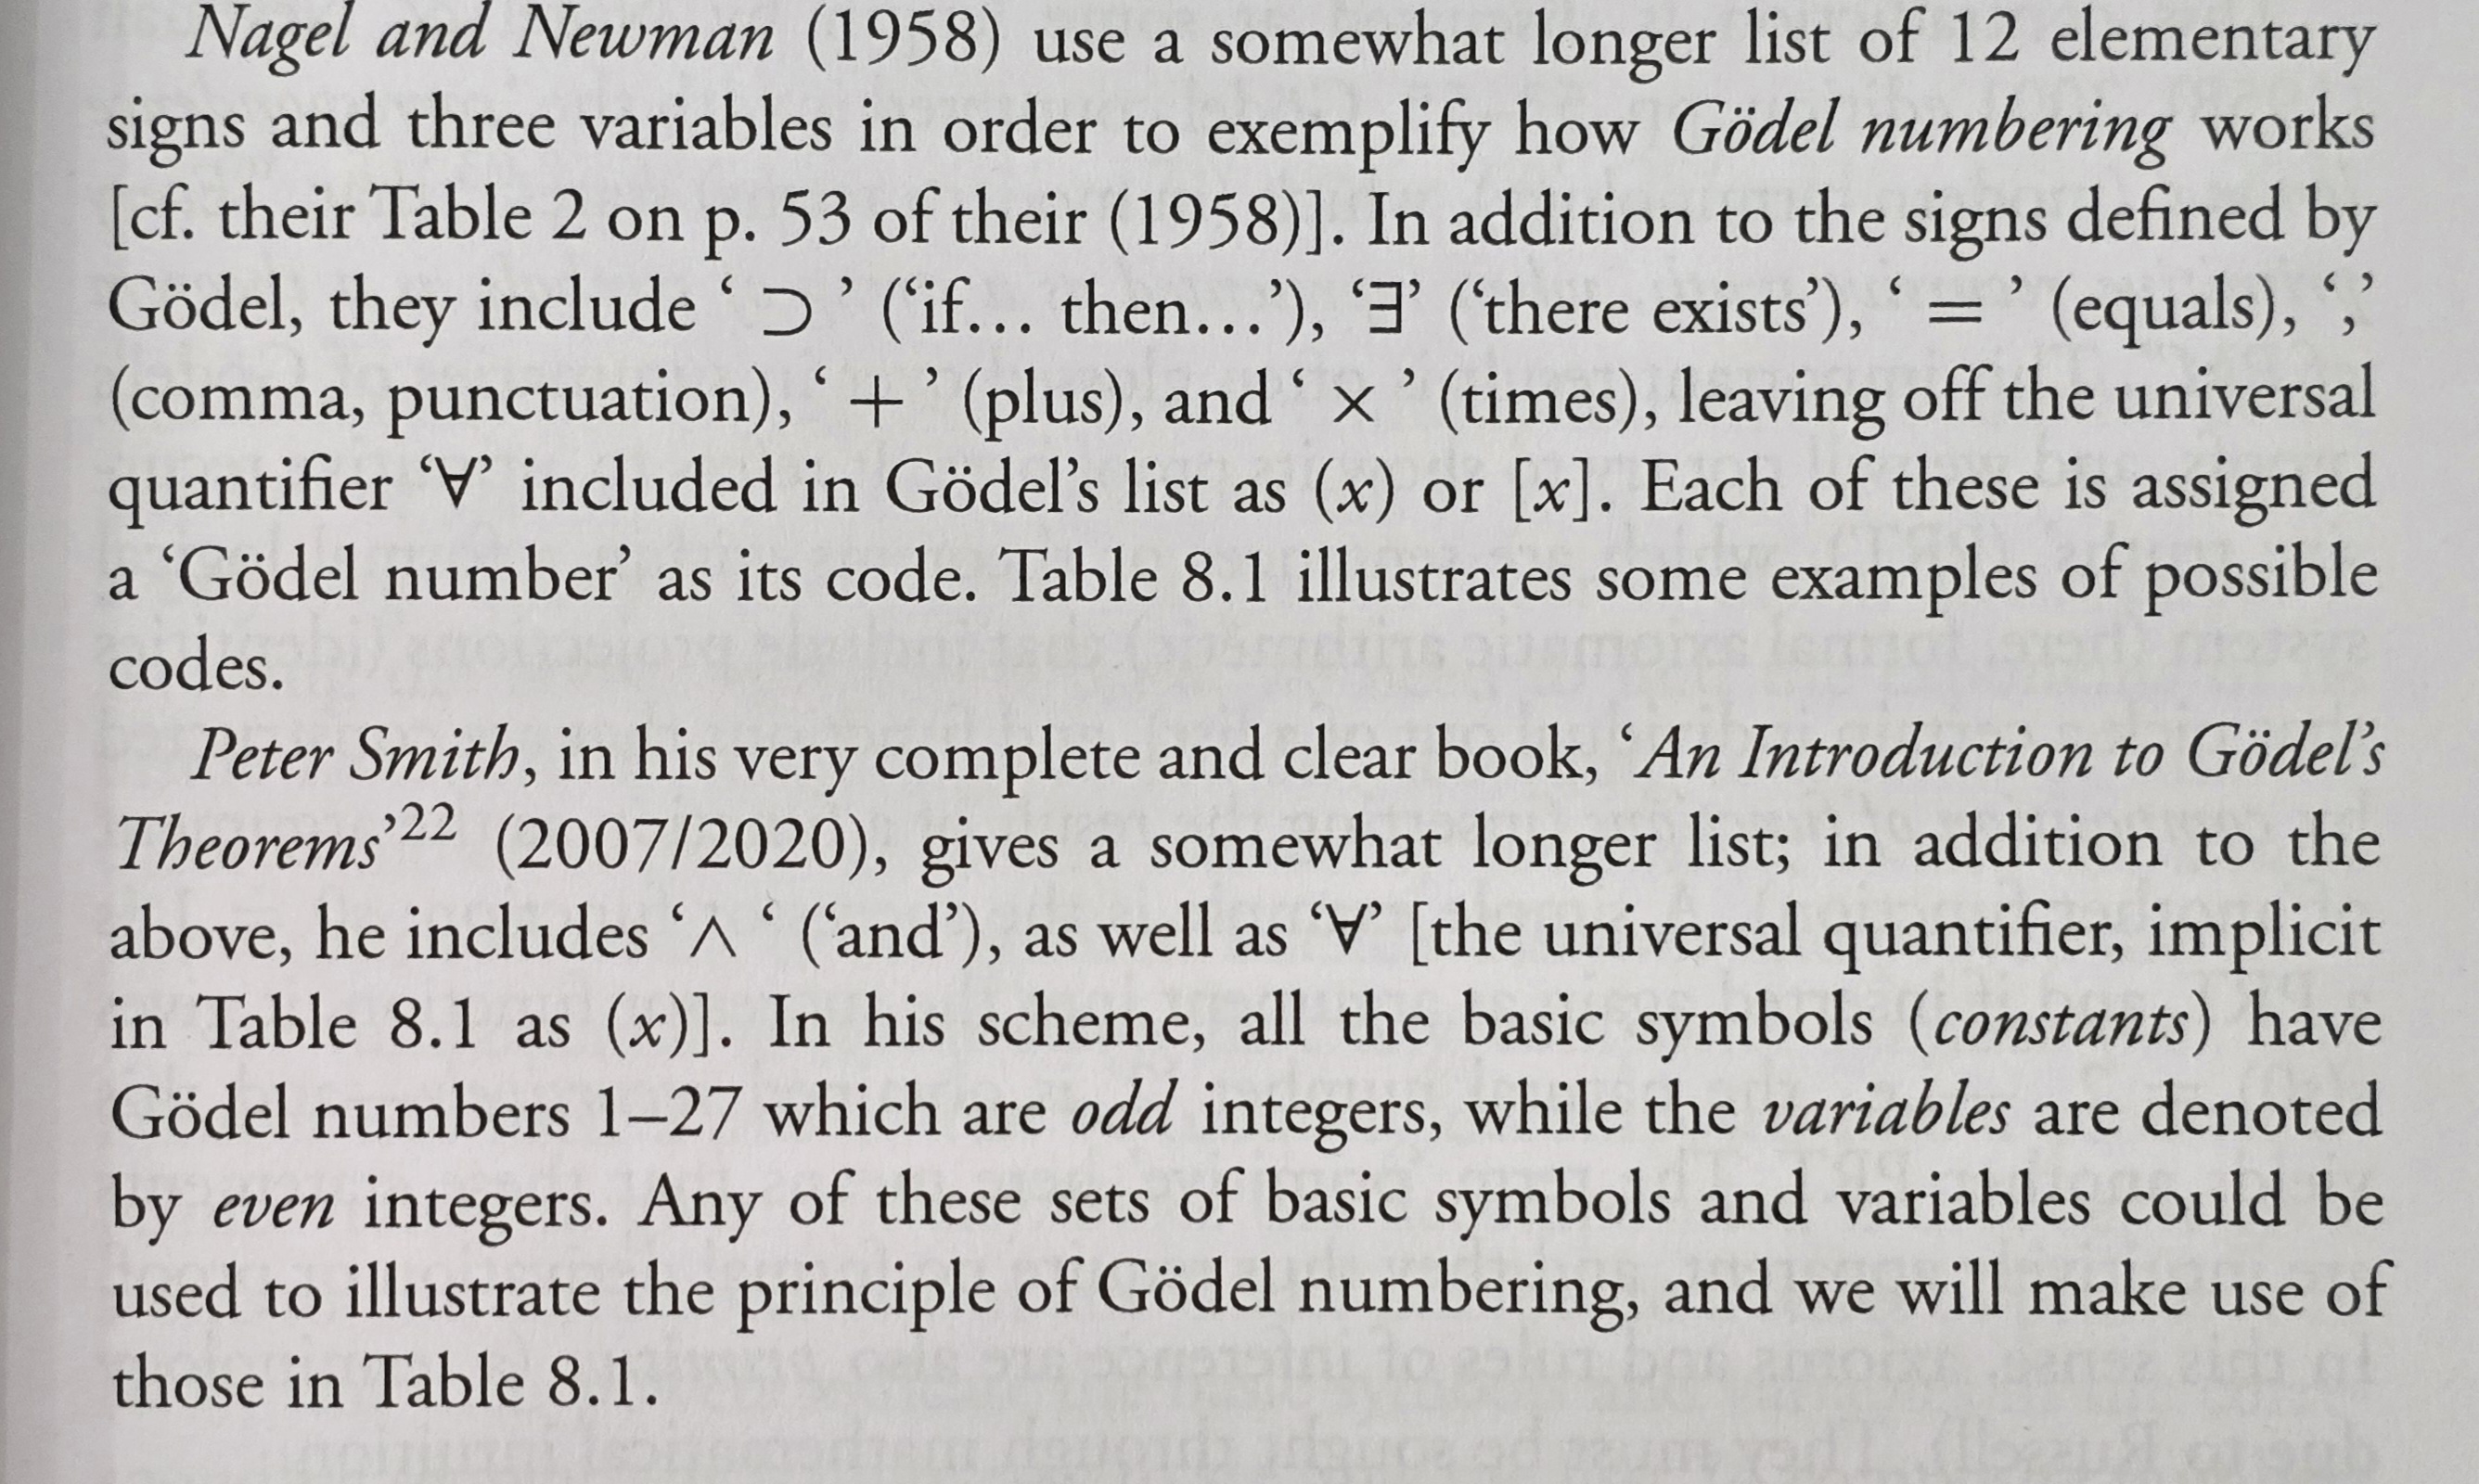 Nagel and Newman (1958) use a somewhat longer list of 12 elementary
signs and three variables in order to exemplify how Gödel numbering works
[cf. their Table 2 on p. 53 of their (1958)]. In addition to the signs defined by
Gödel, they include ‘ ⊃ ’ (‘if... then...’), ‘∃’ (‘there exists’), ‘ = ’ (equals), ‘,’
(comma, punctuation), ‘ + ’ (plus), and ‘ × ’ (times), leaving off the universal
quantifier ‘∀’ included in Gödel’s list as (x) or [x]. Each of these is assigned
a ‘Gödel number’ as its code. Table 8.1 illustrates some examples of possible
codes.
Peter Smith, in his very complete and clear book, ‘An Introduction to Gödel’s
Theorems’²² (2007/2020), gives a somewhat longer list; in addition to the
above, he includes ‘∧ ‘ (‘and’), as well as ‘∀’ [the universal quantifier, implicit
in Table 8.1 as (x)]. In his scheme, all the basic symbols (constants) have
Gödel numbers 1–27 which are odd integers, while the variables are denoted
by even integers. Any of these sets of basic symbols and variables could be
used to illustrate the principle of Gödel numbering, and we will make use of
those in Table 8.1.